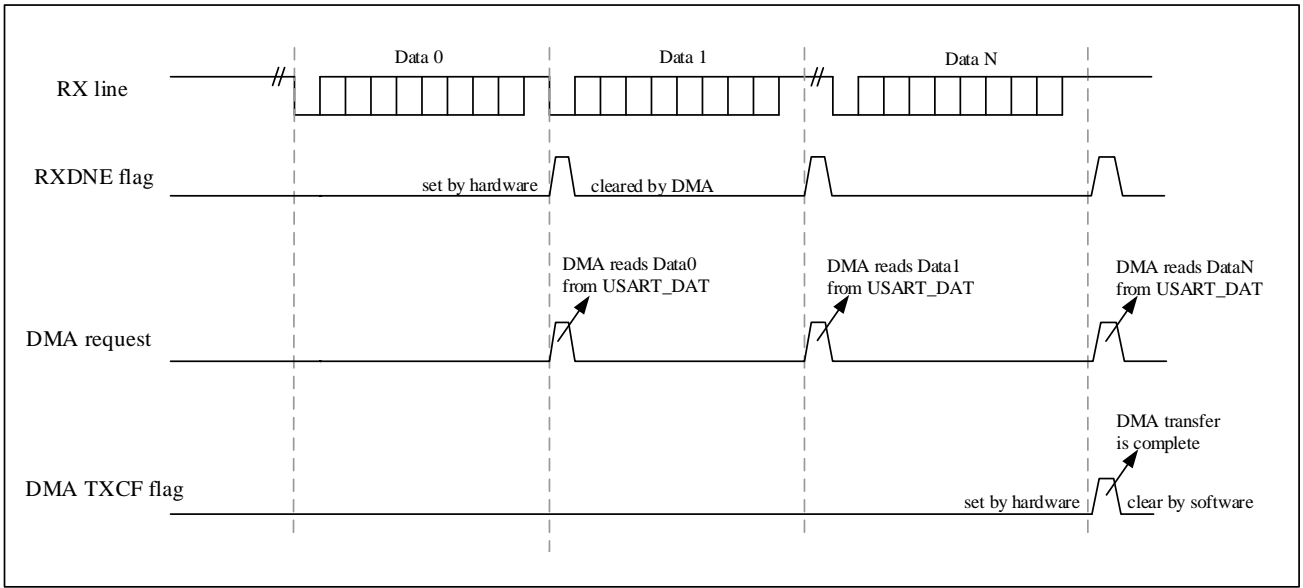 Data 0
Data 1
Data N
RX line
RXDNE flag
set by hardware
cleared by DMA
DMA reads Data0
from USART_DAT
DMA reads Data1
from USART_DAT
DMA reads DataN
from USART_DAT
DMA request
DMA transfer
is complete
DMA TXCF flag
set by hardware
clear by software